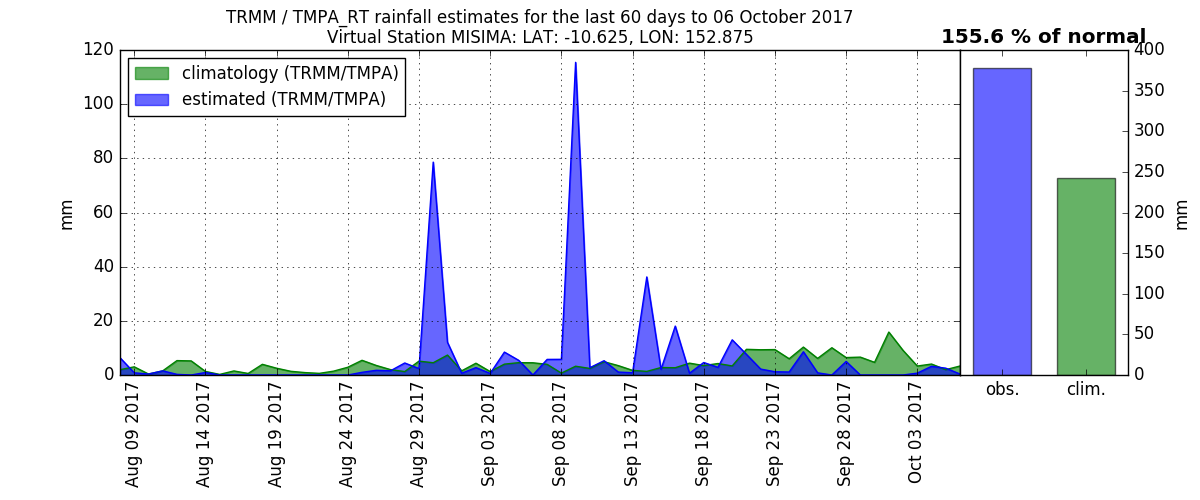 TRMM / TMPA_RT rainfall estimates for the last 60 days to 06 October 2017
Virtual Station MISIMA: LAT: -10.625, LON: 152.875
155.6 % of normal
climatology (TRMM/TMPA)
estimated (TRMM/TMPA)
mm
120
100
80
60
40
20
0
Aug 09 2017
Aug 14 2017
Aug 19 2017
Aug 24 2017
Aug 29 2017
Sep 03 2017
Sep 08 2017
Sep 13 2017
Sep 18 2017
Sep 23 2017
Sep 28 2017
Oct 03 2017
400
350
300
250
200
150
100
50
0
mm
obs.
clim.